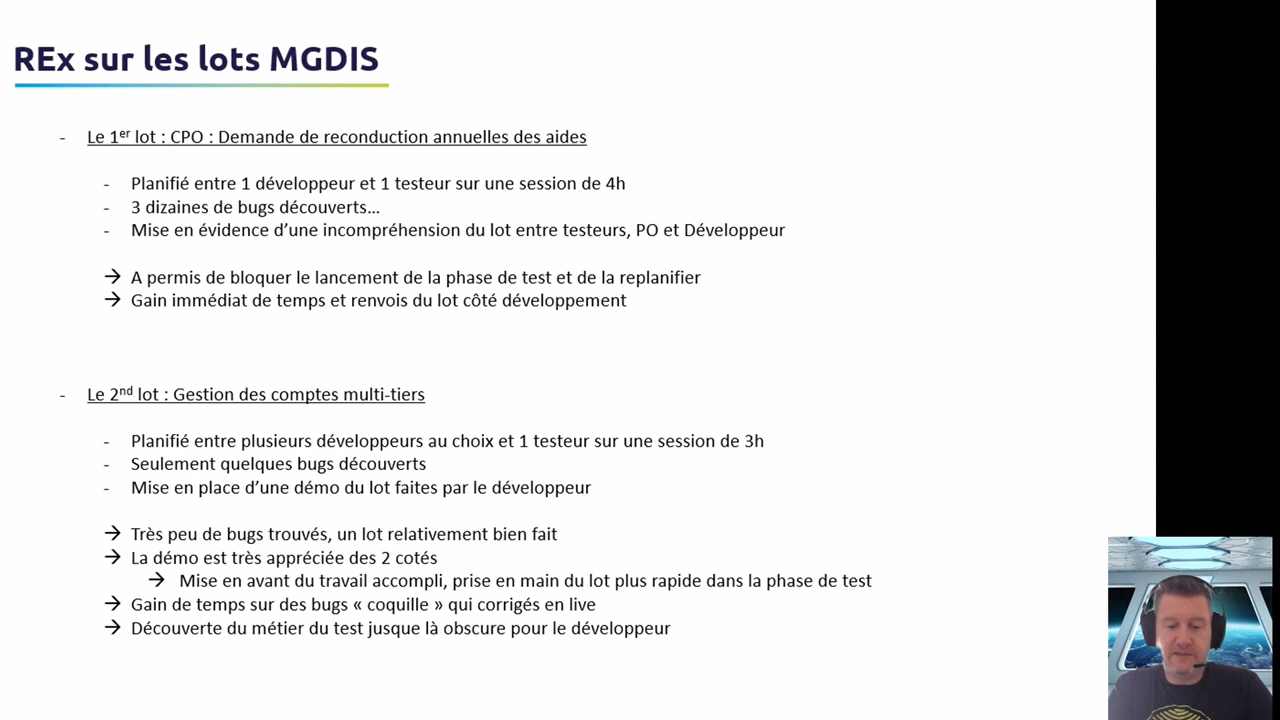 REx sur les lots MGDIS
- Le 1er lot : CPO : Demande de reconduction annuelles des aides
- Planifié entre 1 développeur et 1 testeur sur une session de 4h
- 3 dizaines de bugs découverts...
- Mise en évidence d'une incompréhension du lot entre testeurs, PO et Développeur
→ A permis de bloquer le lancement de la phase de test et de la replanifier
→ Gain immédiat de temps et renvois du lot côté développement
- Le 2nd lot : Gestion des comptes multi-tiers
- Planifié entre plusieurs développeurs au choix et 1 testeur sur une session de 3h
- Seulement quelques bugs découverts
- Mise en place d'une démo du lot faites par le développeur
→ Très peu de bugs trouvés, un lot relativement bien fait
→ La démo est très appréciée des 2 cotés
→ Mise en avant du travail accompli, prise en main du lot plus rapide dans la phase de test
→ Gain de temps sur des bugs « coquille » qui corrigés en live
→ Découverte du métier du test jusque là obscure pour le développeur